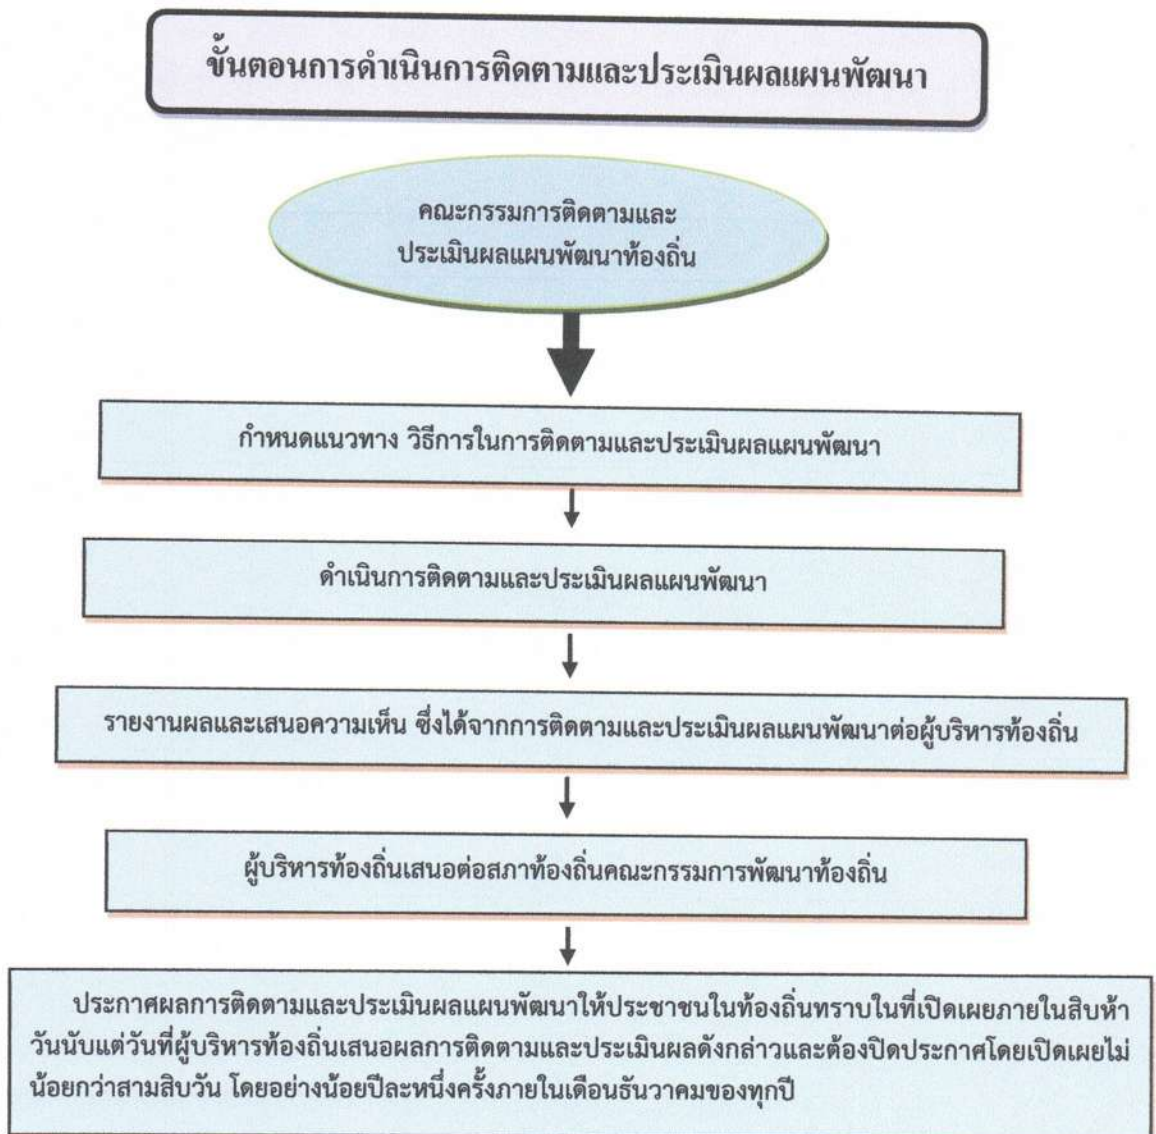 ขั้นตอนการดำเนินการติดตามและประเมินผลแผนพัฒนา
คณะกรรมการติดตามและ
ประเมินผลแผนพัฒนาท้องถิ่น
กำหนดแนวทาง วิธีการในการติดตามและประเมินผลแผนพัฒนา
ดำเนินการติดตามและประเมินผลแผนพัฒนา
รายงานผลและเสนอความเห็น ซึ่งได้จากการติดตามและประเมินผลแผนพัฒนาต่อผู้บริหารท้องถิ่น
ผู้บริหารท้องถิ่นเสนอต่อสภาท้องถิ่นคณะกรรมการพัฒนาท้องถิ่น
ประกาศผลการติดตามและประเมินผลแผนพัฒนาให้ประชาชนในท้องถิ่นทราบในที่เปิดเผยภายในสิบห้า
วันนับแต่วันที่ผู้บริหารท้องถิ่นเสนอผลการติดตามและประเมินผลดังกล่าวและต้องปิดประกาศโดยเปิดเผยไม่
น้อยกว่าสามสิบวัน โดยอย่างน้อยปีละหนึ่งครั้งภายในเดือนธันวาคมของทุกปี